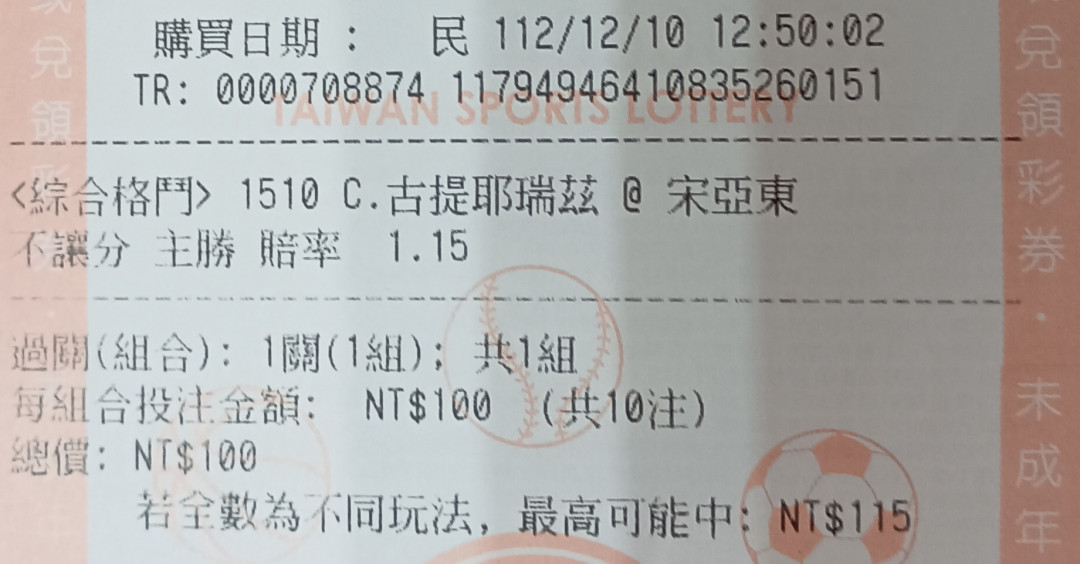 購買日期： 民 112/12/10 12:50:02
TR: 0000708874 11794946410835260151
TAIWAN SPORTS LOTTERY
<綜合格鬥> 1510 C.古提耶瑞茲 @ 宋亞東
不讓分 主勝 賠率 1.15
過關(組合): 1關(1組); 共1組
每組合投注金額: NT$100 (共10注)
總價: NT$100
若全數為不同玩法, 最高可能中: NT$115
兌領彩券・未成年
兌領